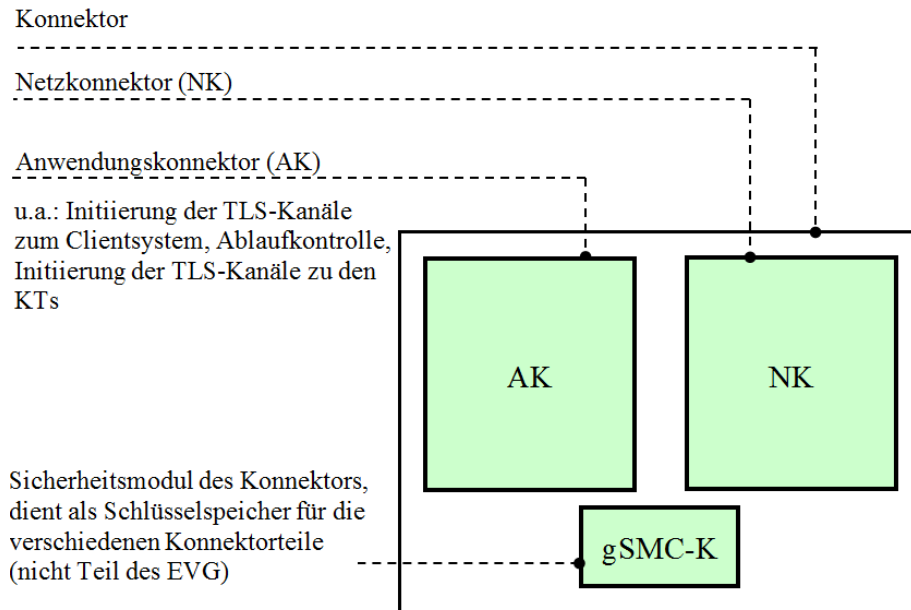 Konnektor
Netzkonnektor (NK)
Anwendungskonnektor (AK)
u.a.: Initiierung der TLS-Kanäle
zum Clientsystem, Ablaufkontrolle,
Initiierung der TLS-Kanäle zu den
KTs
AK
NK
Sicherheitsmodul des Konnektors,
dient als Schlüsselspeicher für die
verschiedenen Konnektorteile
(nicht Teil des EVG)
gSMC-K